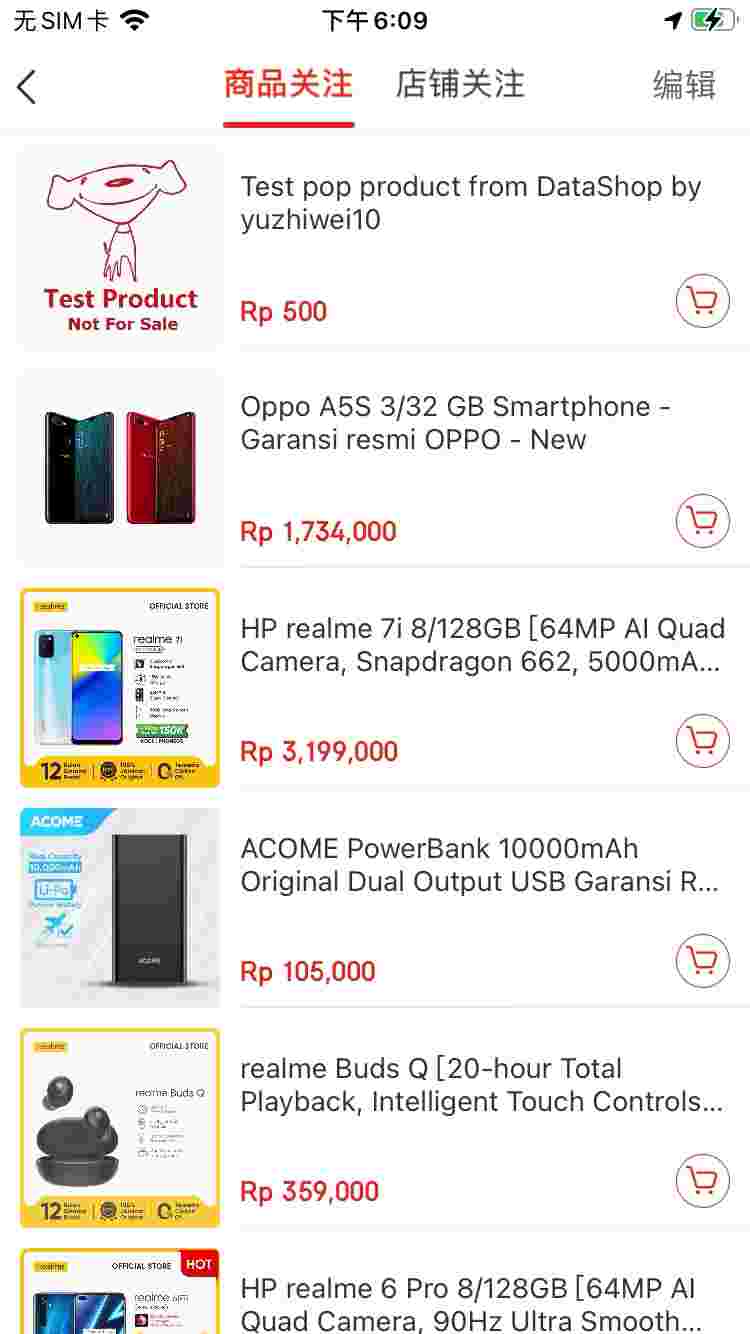 无SIM卡
下午6:09
商品关注
店铺关注
编辑
Test Product
Not For Sale
Test pop product from DataShop by
yuzhiwei10
Rp 500
Oppo A5S 3/32 GB Smartphone -
Garansi resmi OPPO - New
Rp 1,734,000
realme
OFFICIAL STORE
realme 7i
HP realme 7i 8/128GB [64MP AI Quad
Camera, Snapdragon 662, 5000mA...
Rp 3,199,000
ACOME
10.000mAh
Li-Po
ACOME
ACOME PowerBank 10000mAh
Original Dual Output USB Garansi R...
Rp 105,000
realme
OFFICIAL STORE
realme Buds Q
12
100%
realme Buds Q [20-hour Total
Playback, Intelligent Touch Controls...
Rp 359,000
realme
OFFICIAL STORE
HOT
HP realme 6 Pro 8/128GB [64MP AI
Quad Camera, 90Hz Ultra Smooth...